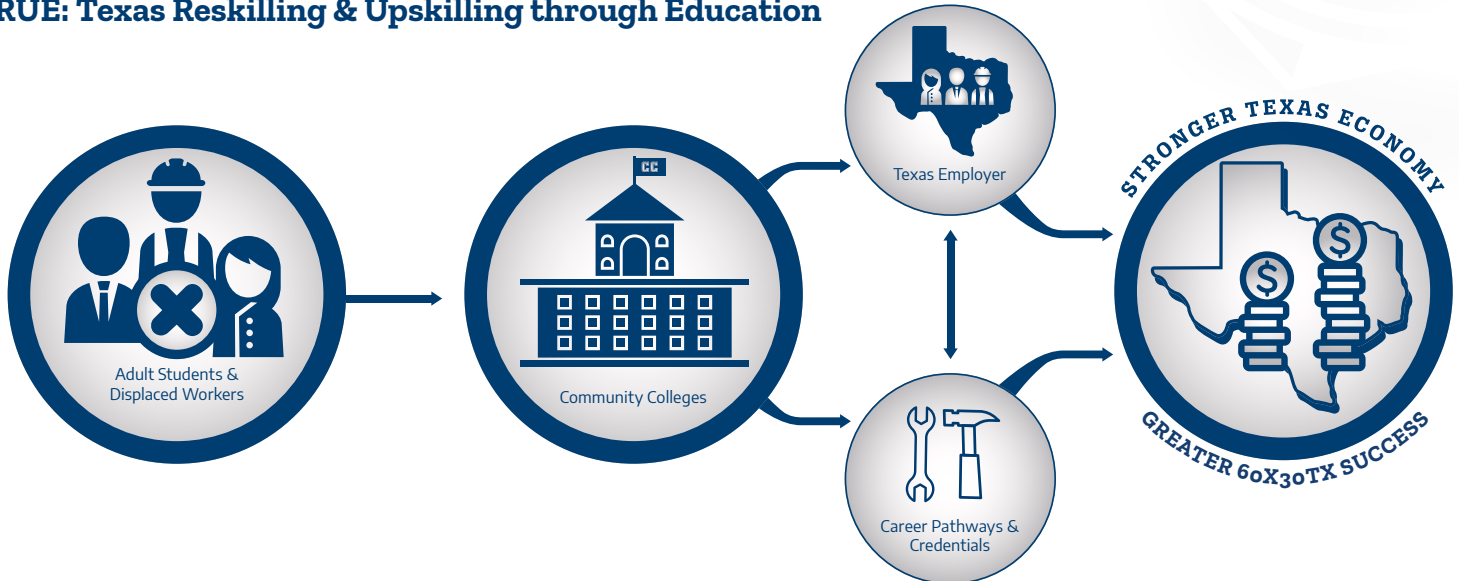 RUE: Texas Reskilling & Upskilling through Education
Adult Students &
Displaced Workers
CC
Community Colleges
Texas Employer
Career Pathways &
Credentials
STRONGER TEXAS ECONOMY
$
$
GREATER 60X30TX SUCCESS